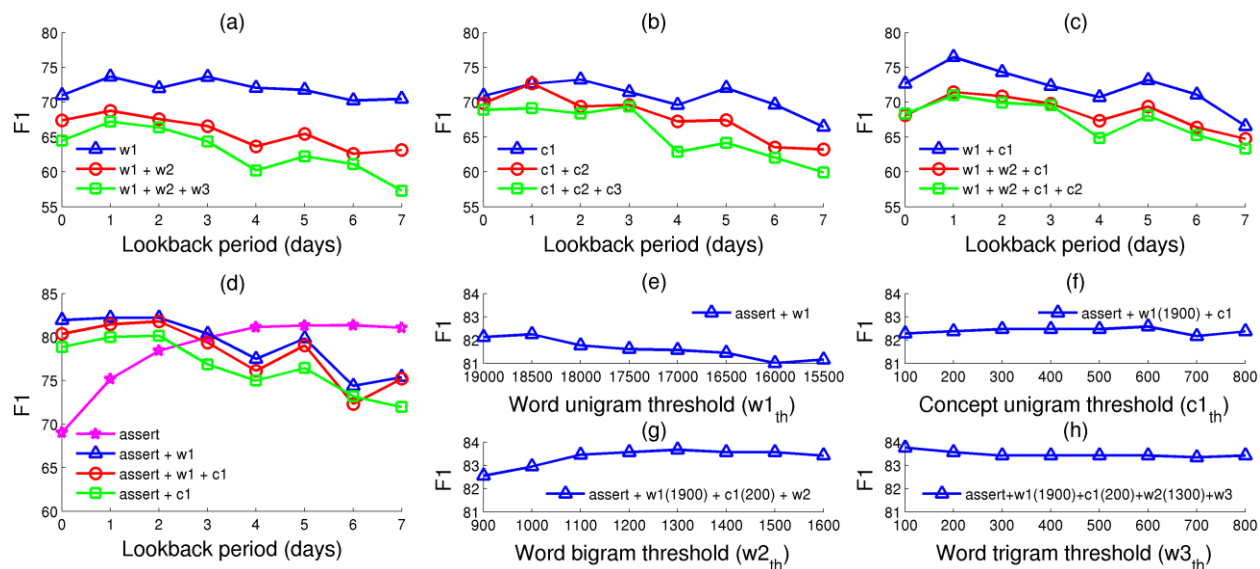 (a)
80
75
70
65
60
55
F1
w1
w1 + w2
w1 + w2 + w3
0 1 2 3 4 5 6 7
Lookback period (days)
(b)
80
75
70
65
60
55
F1
c1
c1 + c2
c1 + c2 + c3
0 1 2 3 4 5 6 7
Lookback period (days)
(c)
80
75
70
65
60
55
F1
w1 + c1
w1 + w2 + c1
w1 + w2 + c1 + c2
0 1 2 3 4 5 6 7
Lookback period (days)
(d)
85
80
75
70
65
60
F1
assert
assert + w1
assert + w1 + c1
assert + c1
0 1 2 3 4 5 6 7
Lookback period (days)
(e)
84
83
82
81
F1
assert + w1
19000 18500 18000 17500 17000 16500 16000 15500
Word unigram threshold (w1th)
(f)
84
83
82
81
F1
assert + w1(1900) + c1
100 200 300 400 500 600 700 800
Concept unigram threshold (c1th)
(g)
84
83
82
81
F1
assert + w1(1900) + c1(200) + w2
900 1000 1100 1200 1300 1400 1500 1600
Word bigram threshold (w2th)
(h)
84
83
82
81
F1
assert+w1(1900)+c1(200)+w2(1300)+w3
100 200 300 400 500 600 700 800
Word trigram threshold (w3th)